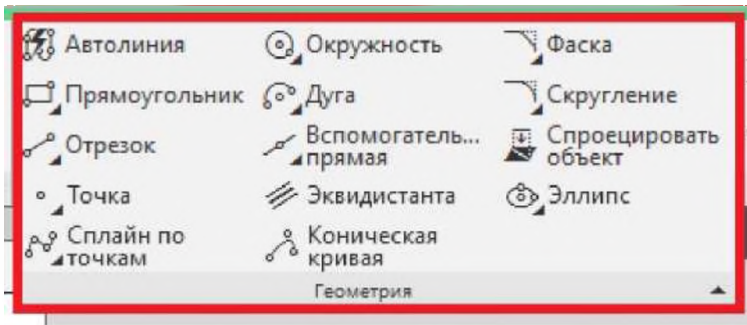 Автолиния
Окружность
Фаска
Прямоугольник
Дуга
Скругление
Отрезок
Вспомогатель...
прямая
Спроецировать
объект
Точка
Эквидистанта
Эллипс
Сплайн по
точкам
Коническая
кривая
Геометрия